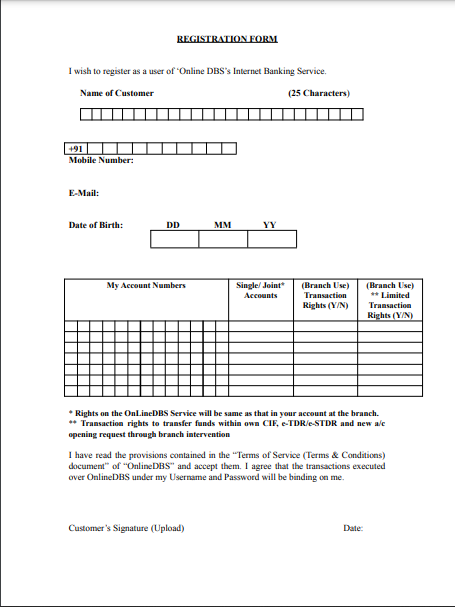 REGISTRATION FORM
I wish to register as a user of ‘Online DBS’s Internet Banking Service.
Name of Customer (25 Characters)
+91
Mobile Number:
E-Mail:
Date of Birth: DD MM YY
My Account Numbers
Single/ Joint*
Accounts
(Branch Use)
Transaction
Rights (Y/N)
(Branch Use)
** Limited
Transaction
Rights (Y/N)
* Rights on the OnLineDBS Service will be same as that in your account at the branch.
** Transaction rights to transfer funds within own CIF, e-TDR/e-STDR and new a/c
opening request through branch intervention
I have read the provisions contained in the “Terms of Service (Terms & Conditions)
document” of “OnlineDBS” and accept them. I agree that the transactions executed
over OnlineDBS under my Username and Password will be binding on me.
Customer’s Signature (Upload) Date: